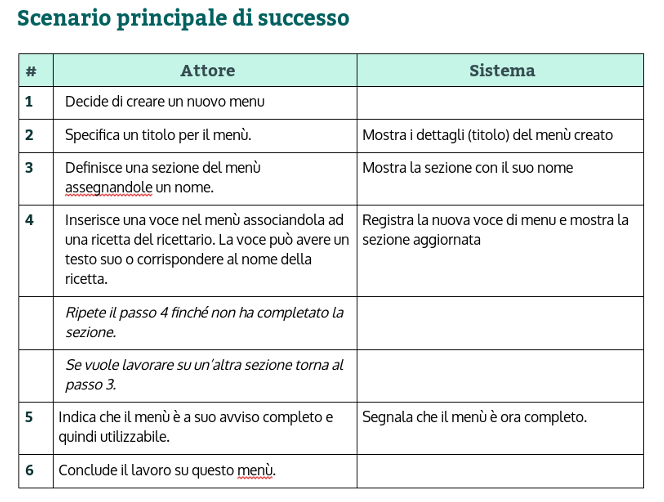 Scenario principale di successo
# Attore Sistema
1 Decide di creare un nuovo menu
2 Specifica un titolo per il menù. Mostra i dettagli (titolo) del menù creato
3 Definisce una sezione del menù Mostra la sezione con il suo nome
assegnandole un nome.
4 Inserisce una voce nel menù associandola ad Registra la nuova voce di menu e mostra la
una ricetta del ricettario. La voce può avere un sezione aggiornata
testo suo o corrispondere al nome della
ricetta.
Ripete il passo 4 finché non ha completato la
sezione.
Se vuole lavorare su un’altra sezione torna al
passo 3.
5 Indica che il menù è a suo avviso completo e Segnala che il menù è ora completo.
quindi utilizzabile.
6 Conclude il lavoro su questo menù.